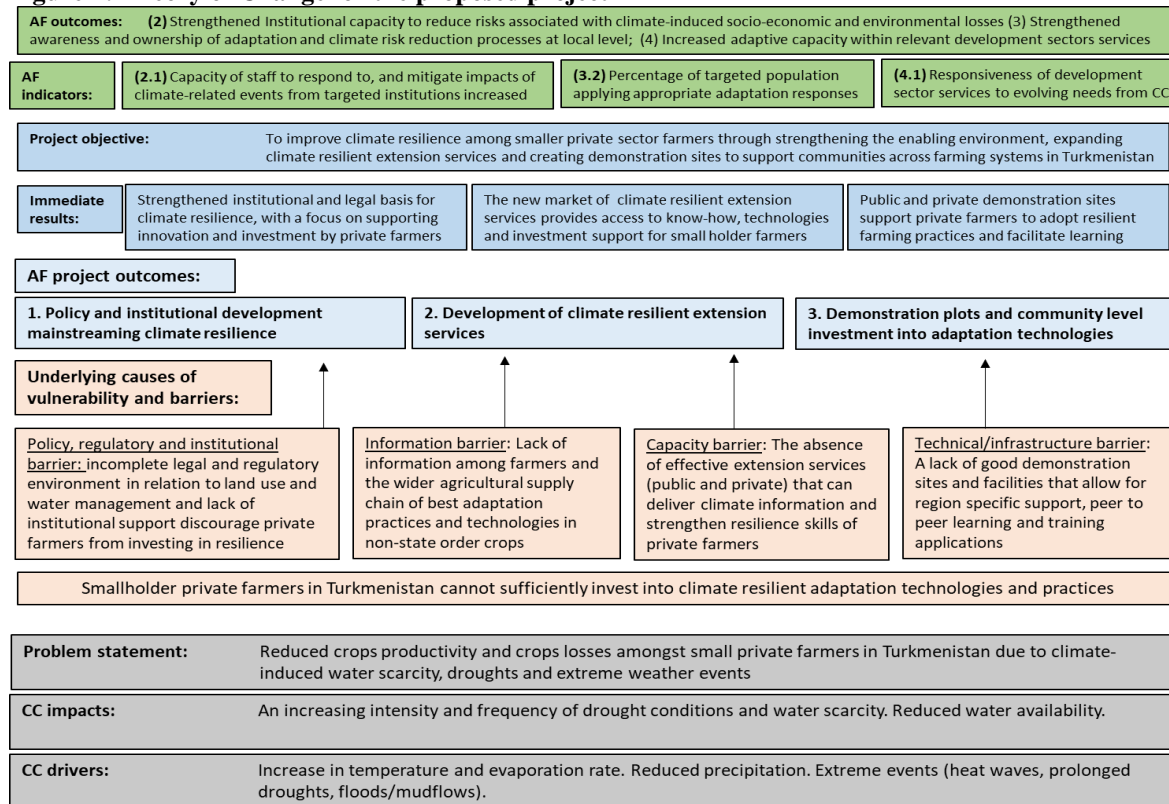 AF outcomes: (2) Strengthened Institutional capacity to reduce risks associated with climate-induced socio-economic and environmental losses (3) Strengthened
awareness and ownership of adaptation and climate risk reduction processes at local level; (4) Increased adaptive capacity within relevant development sectors services
AF
indicators:
(2.1) Capacity of staff to respond to, and mitigate impacts of
climate-related events from targeted institutions increased
(3.2) Percentage of targeted population
applying appropriate adaptation responses
(4.1) Responsiveness of development
sector services to evolving needs from CC
Project objective:
To improve climate resilience among smaller private sector farmers through strengthening the enabling environment, expanding
climate resilient extension services and creating demonstration sites to support communities across farming systems in Turkmenistan
Immediate
results:
Strengthened institutional and legal basis for
climate resilience, with a focus on supporting
innovation and investment by private farmers
The new market of climate resilient extension
services provides access to know-how, technologies
and investment support for small holder farmers
Public and private demonstration sites
support private farmers to adopt resilient
farming practices and facilitate learning
AF project outcomes:
1. Policy and institutional development
mainstreaming climate resilience
2. Development of climate resilient extension
services
3. Demonstration plots and community level
investment into adaptation technologies
Underlying causes of
vulnerability and barriers:
Policy, regulatory and institutional
barrier: incomplete legal and regulatory
environment in relation to land use and
water management and lack of
institutional support discourage private
farmers from investing in resilience
Information barrier: Lack of
information among farmers and
the wider agricultural supply
chain of best adaptation
practices and technologies in
non-state order crops
Capacity barrier: The absence
of effective extension services
(public and private) that can
deliver climate information and
strengthen resilience skills of
private farmers
Technical/infrastructure barrier:
A lack of good demonstration
sites and facilities that allow for
region specific support, peer to
peer learning and training
applications
Smallholder private farmers in Turkmenistan cannot sufficiently invest into climate resilient adaptation technologies and practices
Problem statement:
Reduced crops productivity and crops losses amongst small private farmers in Turkmenistan due to climate-
induced water scarcity, droughts and extreme weather events
CC impacts:
An increasing intensity and frequency of drought conditions and water scarcity. Reduced water availability.
CC drivers:
Increase in temperature and evaporation rate. Reduced precipitation. Extreme events (heat waves, prolonged
droughts, floods/mudflows).